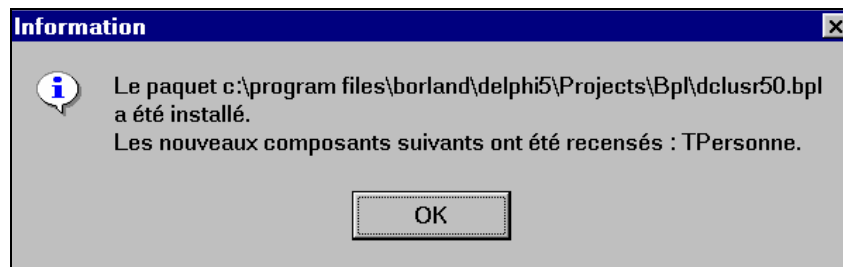 Information
Le paquet c:\program files\borland\delphi5\Projects\Bpl\dclusr50.bpl
a été installé.
Les nouveaux composants suivants ont été recensés : TPersonne.
OK